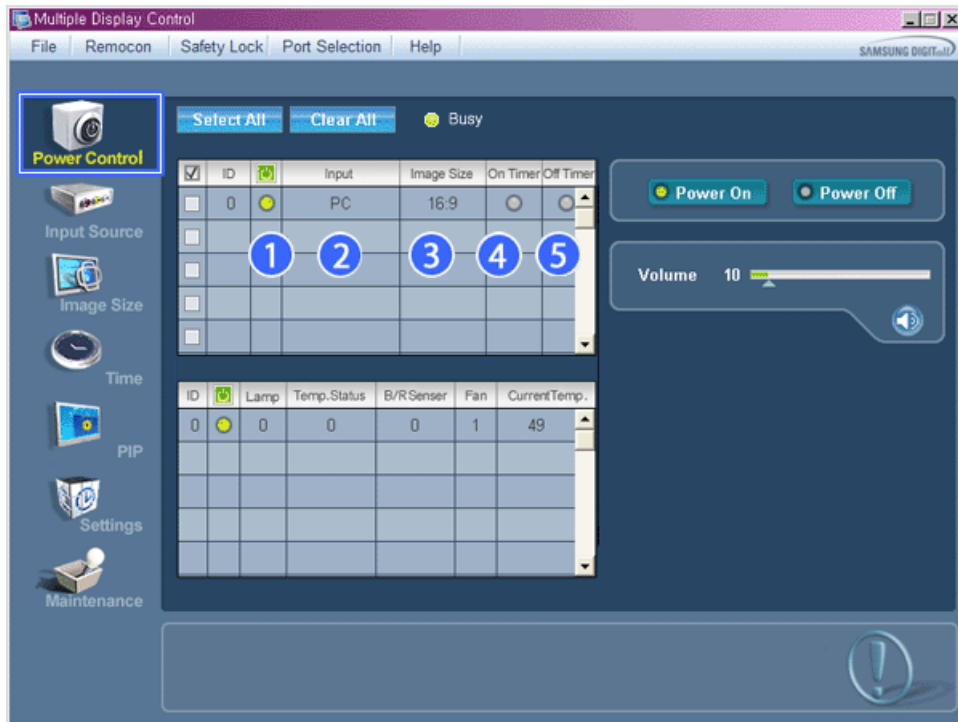 Multiple Display Control
File Remocon Safety Lock Port Selection Help
SAMSUNG DIGITall
Select All Clear All Busy
Power Control
ID Input Image Size On Timer Off Timer
0 PC 16:9
1 2 3 4 5
Power On Power Off
Volume 10
Input Source
Image Size
Time
PIP
Settings
Maintenance
ID Lamp Temp.Status B/RSenser Fan CurrentTemp.
0 0 0 0 1 49